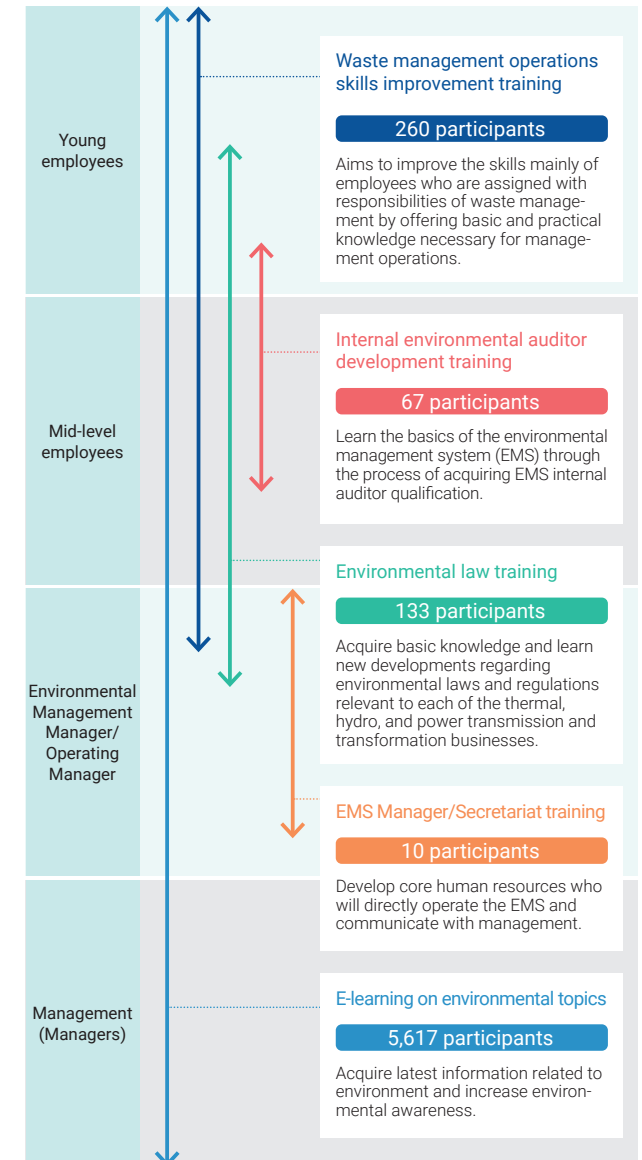 Young
employees
Waste management operations
skills improvement training
260 participants
Aims to improve the skills mainly of
employees who are assigned with
responsibilities of waste manage-
ment by offering basic and practical
knowledge necessary for manage-
ment operations.
Mid-level
employees
Internal environmental auditor
development training
67 participants
Learn the basics of the environmental
management system (EMS) through
the process of acquiring EMS internal
auditor qualification.
Environmental law training
133 participants
Acquire basic knowledge and learn
new developments regarding
environmental laws and regulations
relevant to each of the thermal,
hydro, and power transmission and
transformation businesses.
Environmental
Management
Manager/
Operating
Manager
EMS Manager/Secretariat training
10 participants
Develop core human resources who
will directly operate the EMS and
communicate with management.
Management
(Managers)
E-learning on environmental topics
5,617 participants
Acquire latest information related to
environment and increase environ-
mental awareness.